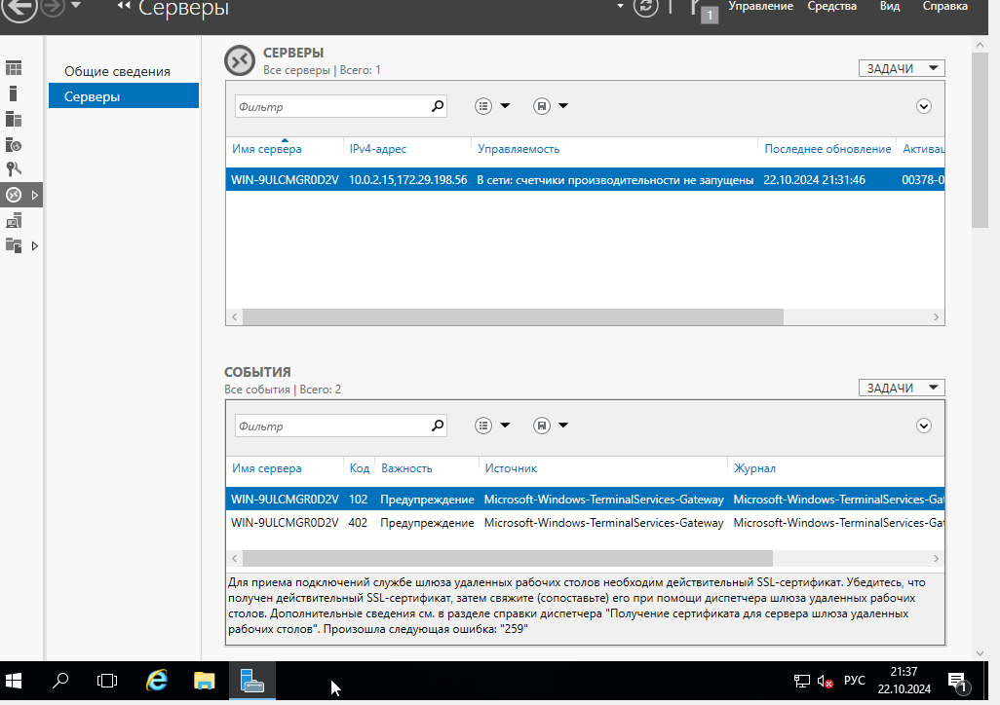 Серверы
1
Управление Средства Вид Справка
Общие сведения
Серверы
СЕРВЕРЫ
Все серверы | Всего: 1
ЗАДАЧИ
Фильтр
Имя сервера IPv4-адрес Управляемость Последнее обновление Активац
WIN-9ULCMGR0D2V 10.0.2.15,172.29.198.56 В сети: счетчики производительности не запущены 22.10.2024 21:31:46 00378-0
СОБЫТИЯ
Все события | Всего: 2
ЗАДАЧИ
Фильтр
Имя сервера Код Важность Источник Журнал
WIN-9ULCMGR0D2V 102 Предупреждение Microsoft-Windows-TerminalServices-Gateway Microsoft-Windows-TerminalServices-Gat
WIN-9ULCMGR0D2V 402 Предупреждение Microsoft-Windows-TerminalServices-Gateway Microsoft-Windows-TerminalServices-Gat
Для приема подключений службе шлюза удаленных рабочих столов необходим действительный SSL-сертификат. Убедитесь, что
получен действительный SSL-сертификат, затем свяжите (сопоставьте) его при помощи диспетчера шлюза удаленных рабочих
столов. Дополнительные сведения см. в разделе справки диспетчера "Получение сертификата для сервера шлюза удаленных
рабочих столов". Произошла следующая ошибка: "259"
РУС
21:37
22.10.2024
1